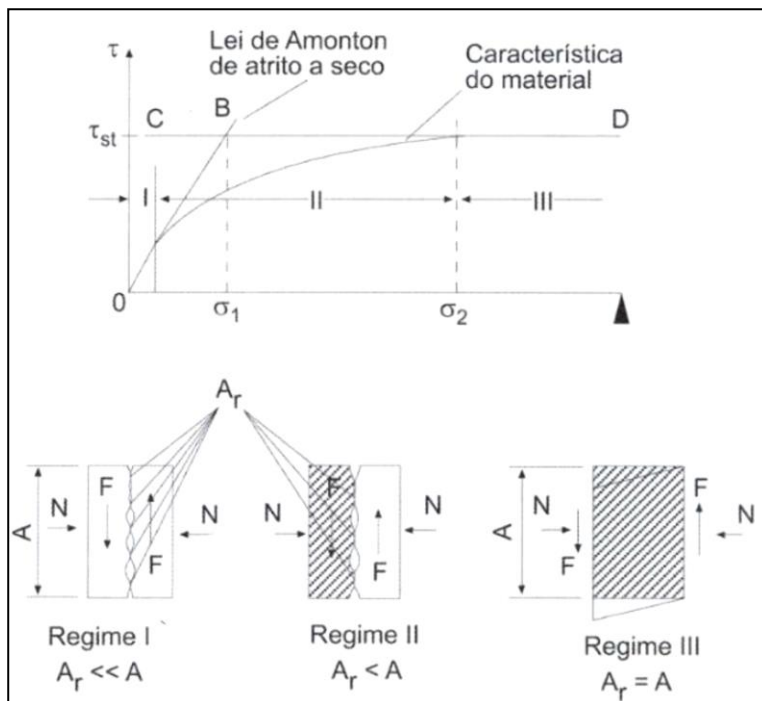 τ
Lei de Amonton
de atrito a seco
Característica
do material
C
B
D
τst
I
II
III
0
σ1
σ2
Ar
A
N
F
F
N
N
F
F
N
A
N
F
F
N
Regime I
Ar << A
Regime II
Ar < A
Regime III
Ar = A